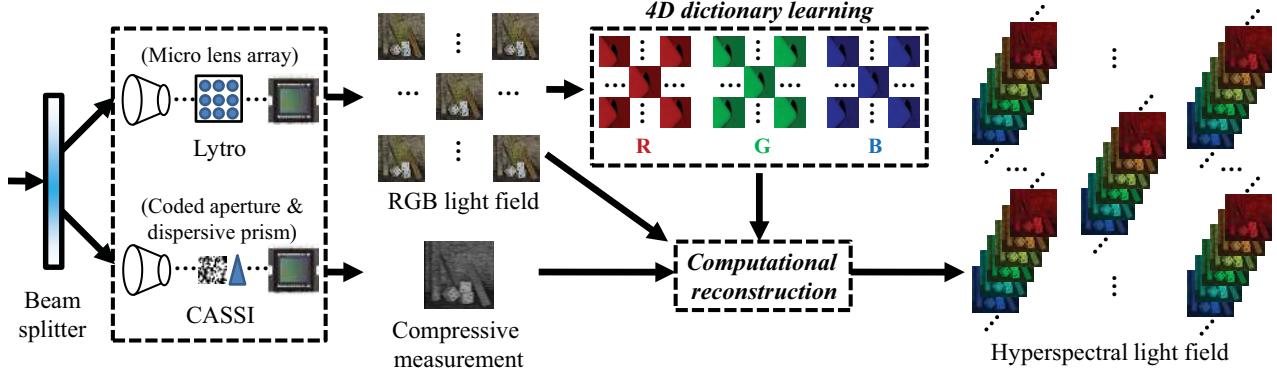 4D dictionary learning
(Micro lens array)
Lytro
R
G
B
RGB light field
(Coded aperture &
dispersive prism)
CASSI
Beam
splitter
Compressive
measurement
Computational
reconstruction
Hyperspectral light field